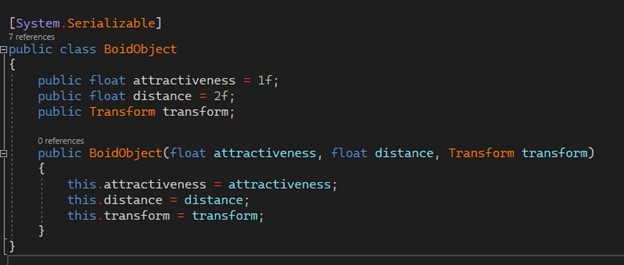 [System.Serializable]
7 references
public class BoidObject
{
public float attractiveness = 1f;
public float distance = 2f;
public Transform transform;
0 references
public BoidObject(float attractiveness, float distance, Transform transform)
{
this.attractiveness = attractiveness;
this.distance = distance;
this.transform = transform;
}
}